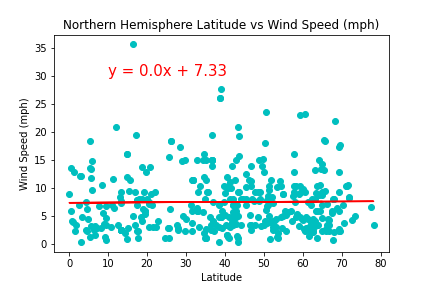 Northern Hemisphere Latitude vs Wind Speed (mph)
35
30
25
20
15
10
5
0
Wind Speed (mph)
y = 0.0x + 7.33
0 10 20 30 40 50 60 70 80
Latitude